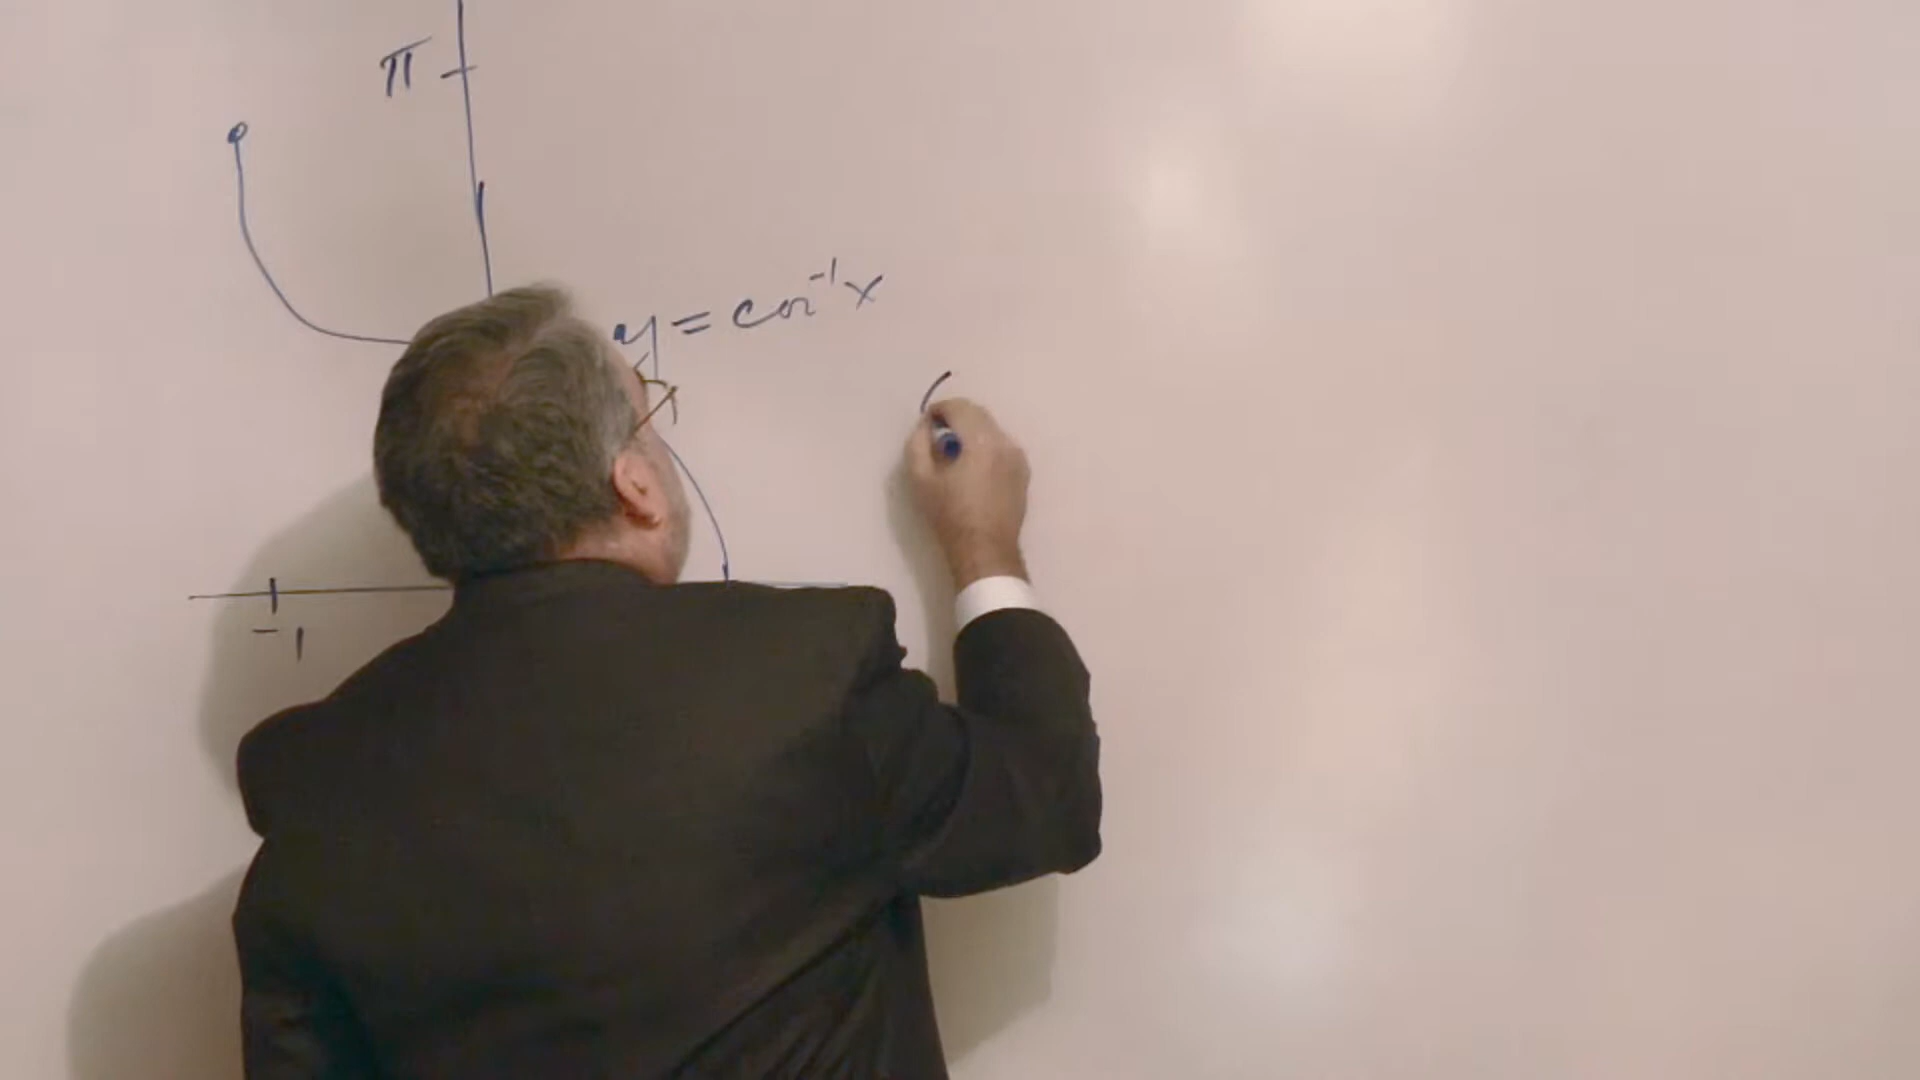 π
y = cos⁻¹x
-1